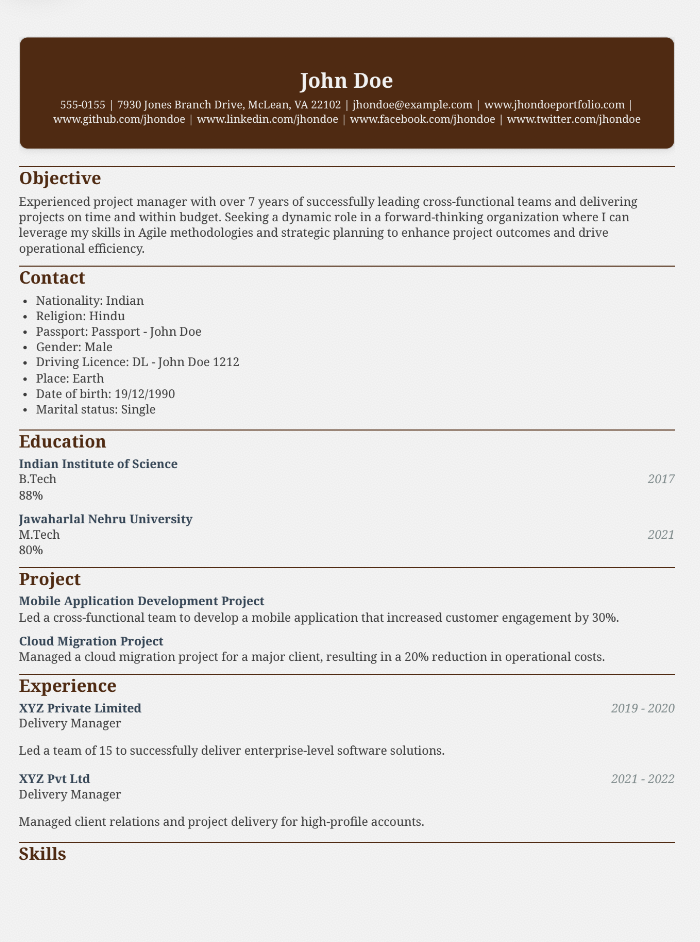 John Doe
555-0155 | 7930 Jones Branch Drive, McLean, VA 22102 | jhondoe@example.com | www.jhondoeportfolio.com |
www.github.com/jhondoe | www.linkedin.com/jhondoe | www.facebook.com/jhondoe | www.twitter.com/jhondoe
Objective
Experienced project manager with over 7 years of successfully leading cross-functional teams and delivering
projects on time and within budget. Seeking a dynamic role in a forward-thinking organization where I can
leverage my skills in Agile methodologies and strategic planning to enhance project outcomes and drive
operational efficiency.
Contact
• Nationality: Indian
• Religion: Hindu
• Passport: Passport - John Doe
• Gender: Male
• Driving Licence: DL - John Doe 1212
• Place: Earth
• Date of birth: 19/12/1990
• Marital status: Single
Education
Indian Institute of Science
B.Tech 2017
88%
Jawaharlal Nehru University
M.Tech 2021
80%
Project
Mobile Application Development Project
Led a cross-functional team to develop a mobile application that increased customer engagement by 30%.
Cloud Migration Project
Managed a cloud migration project for a major client, resulting in a 20% reduction in operational costs.
Experience
XYZ Private Limited 2019 - 2020
Delivery Manager
Led a team of 15 to successfully deliver enterprise-level software solutions.
XYZ Pvt Ltd 2021 - 2022
Delivery Manager
Managed client relations and project delivery for high-profile accounts.
Skills